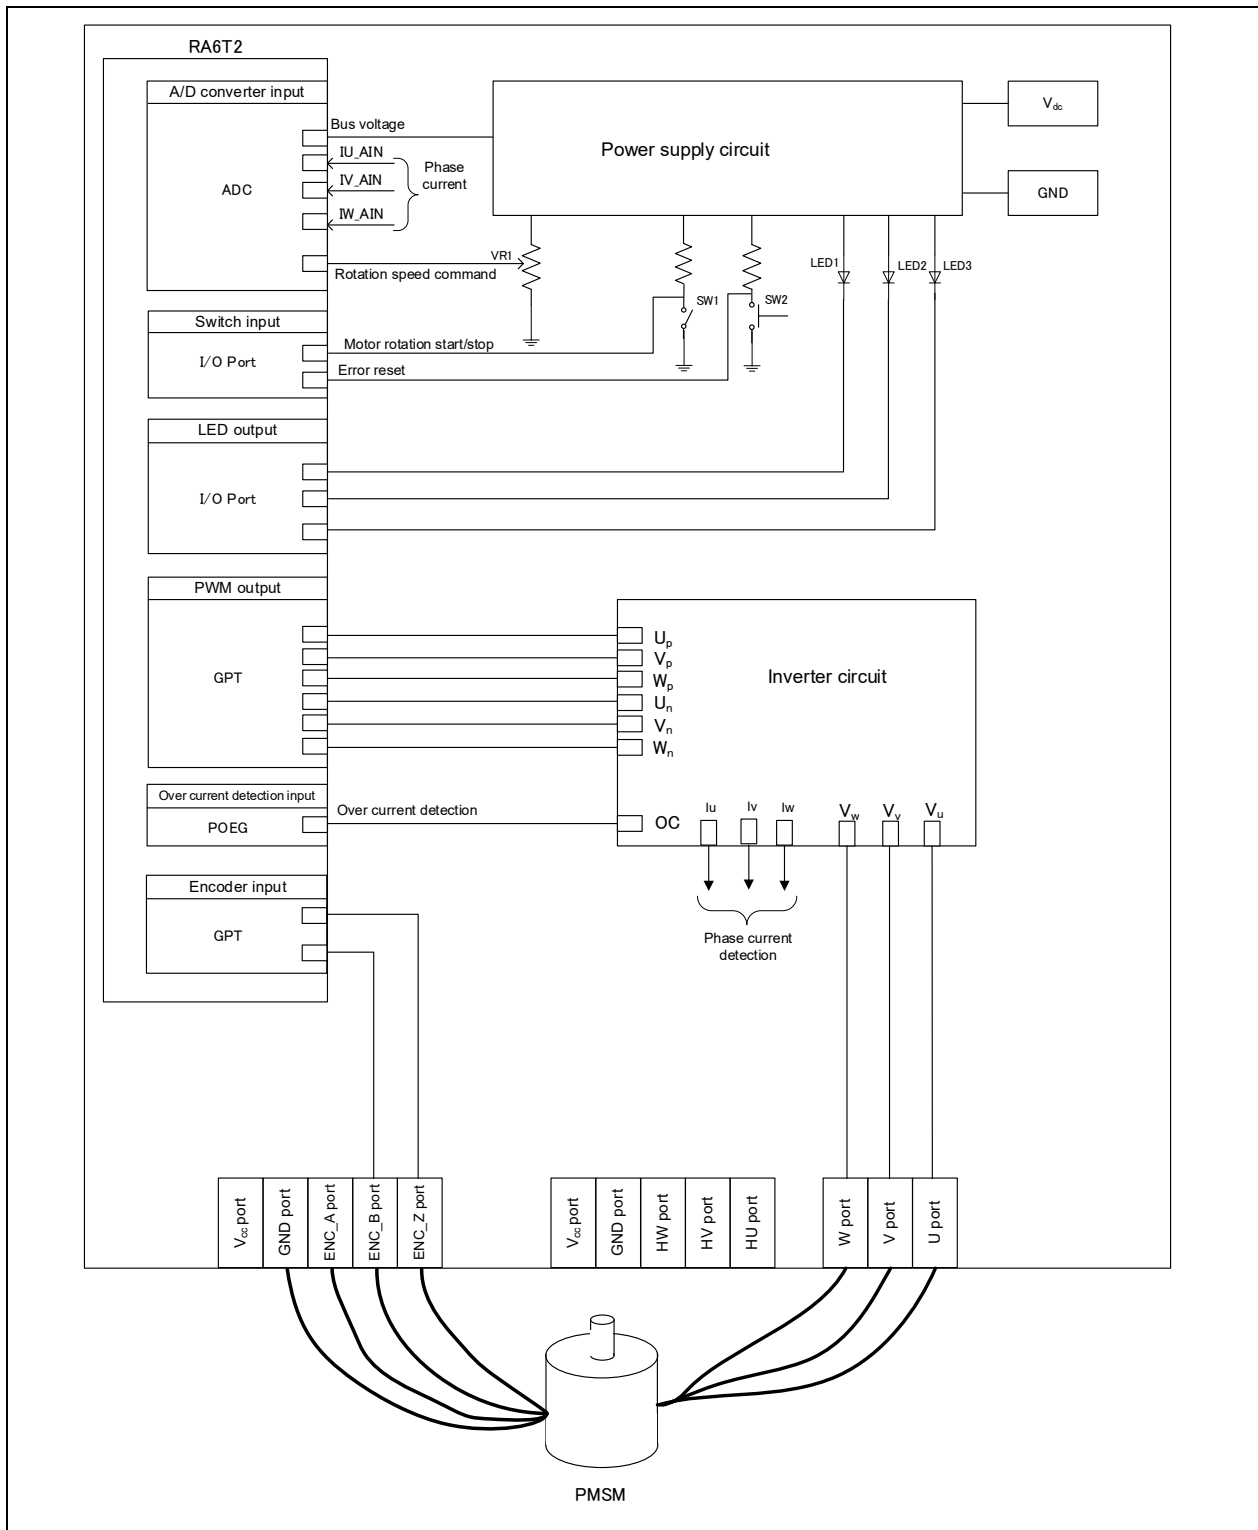 RA6T2
A/D converter input
ADC
Bus voltage
IU_AIN
IV_AIN
IW_AIN
Phase
current
VR1
Rotation speed command
Power supply circuit
Vdc
GND
SW1
SW2
LED1
LED2
LED3
Switch input
I/O Port
Motor rotation start/stop
Error reset
LED output
I/O Port
PWM output
GPT
Up
Vp
Wp
Un
Vn
Wn
Inverter circuit
Over current detection input
POEG
Over current detection
OC
Iu
Iv
Iw
Vw
Vv
Vu
Phase current
detection
Encoder input
GPT
Vcc port
GND port
ENC_A port
ENC_B port
ENC_Z port
Vcc port
GND port
HW port
HV port
HU port
W port
V port
U port
PMSM